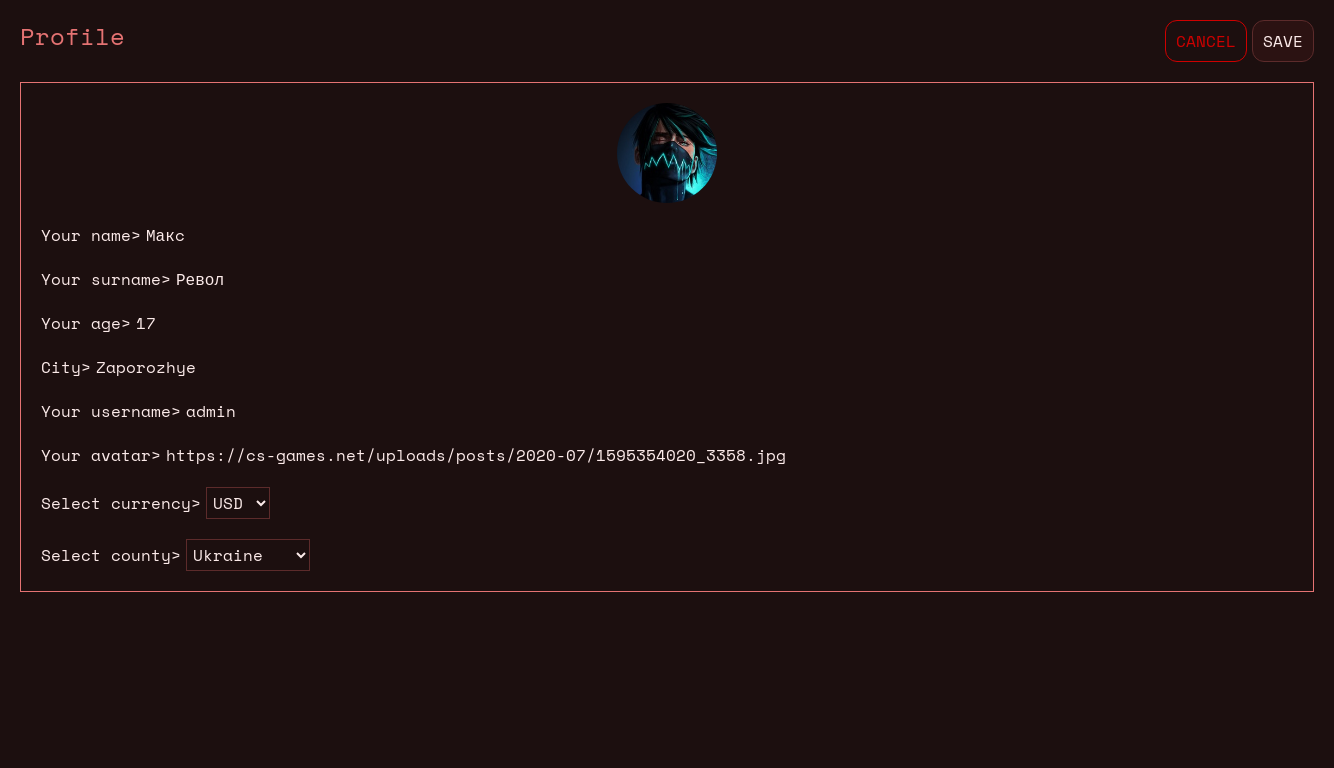 Profile
CANCEL SAVE
Your name> Макс
Your surname> Револ
Your age> 17
City> Zaporozhye
Your username> admin
Your avatar> https://cs-games.net/uploads/posts/2020-07/1595354020_3358.jpg
Select currency> USD
Select county> Ukraine